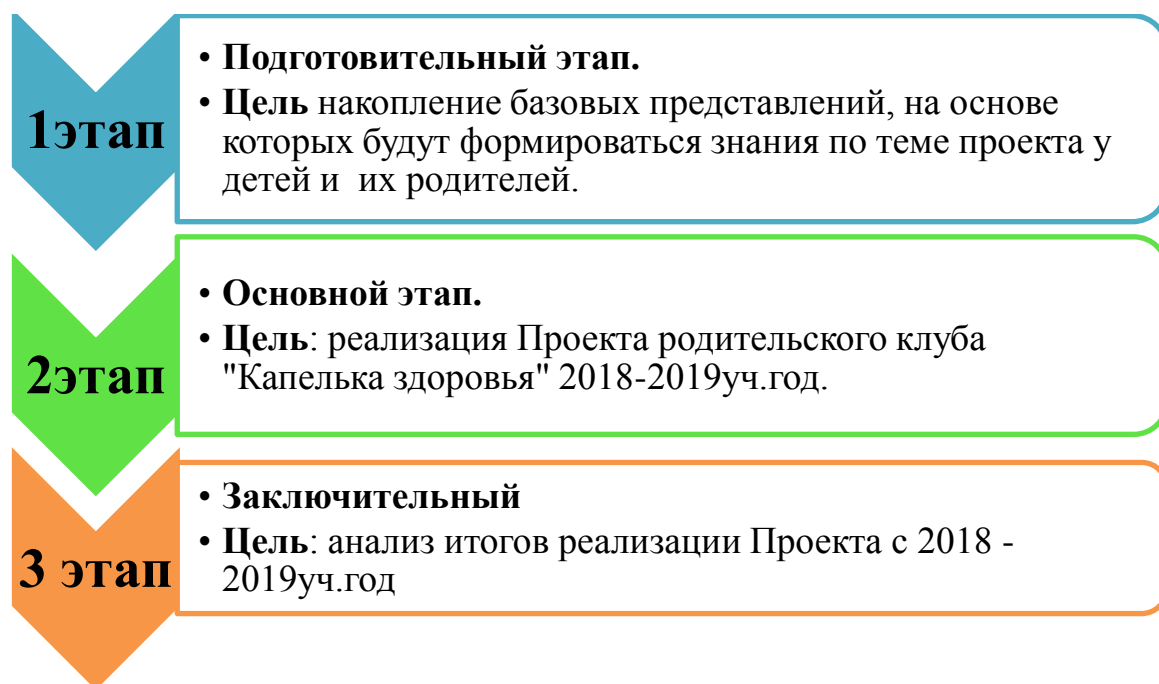 1этап
• Подготовительный этап.
• Цель накопление базовых представлений, на основе
которых будут формироваться знания по теме проекта у
детей и  их родителей.
2этап
• Основной этап.
• Цель: реализация Проекта родительского клуба
"Капелька здоровья" 2018-2019уч.год.
3 этап
• Заключительный
• Цель: анализ итогов реализации Проекта с 2018 -
2019уч.год